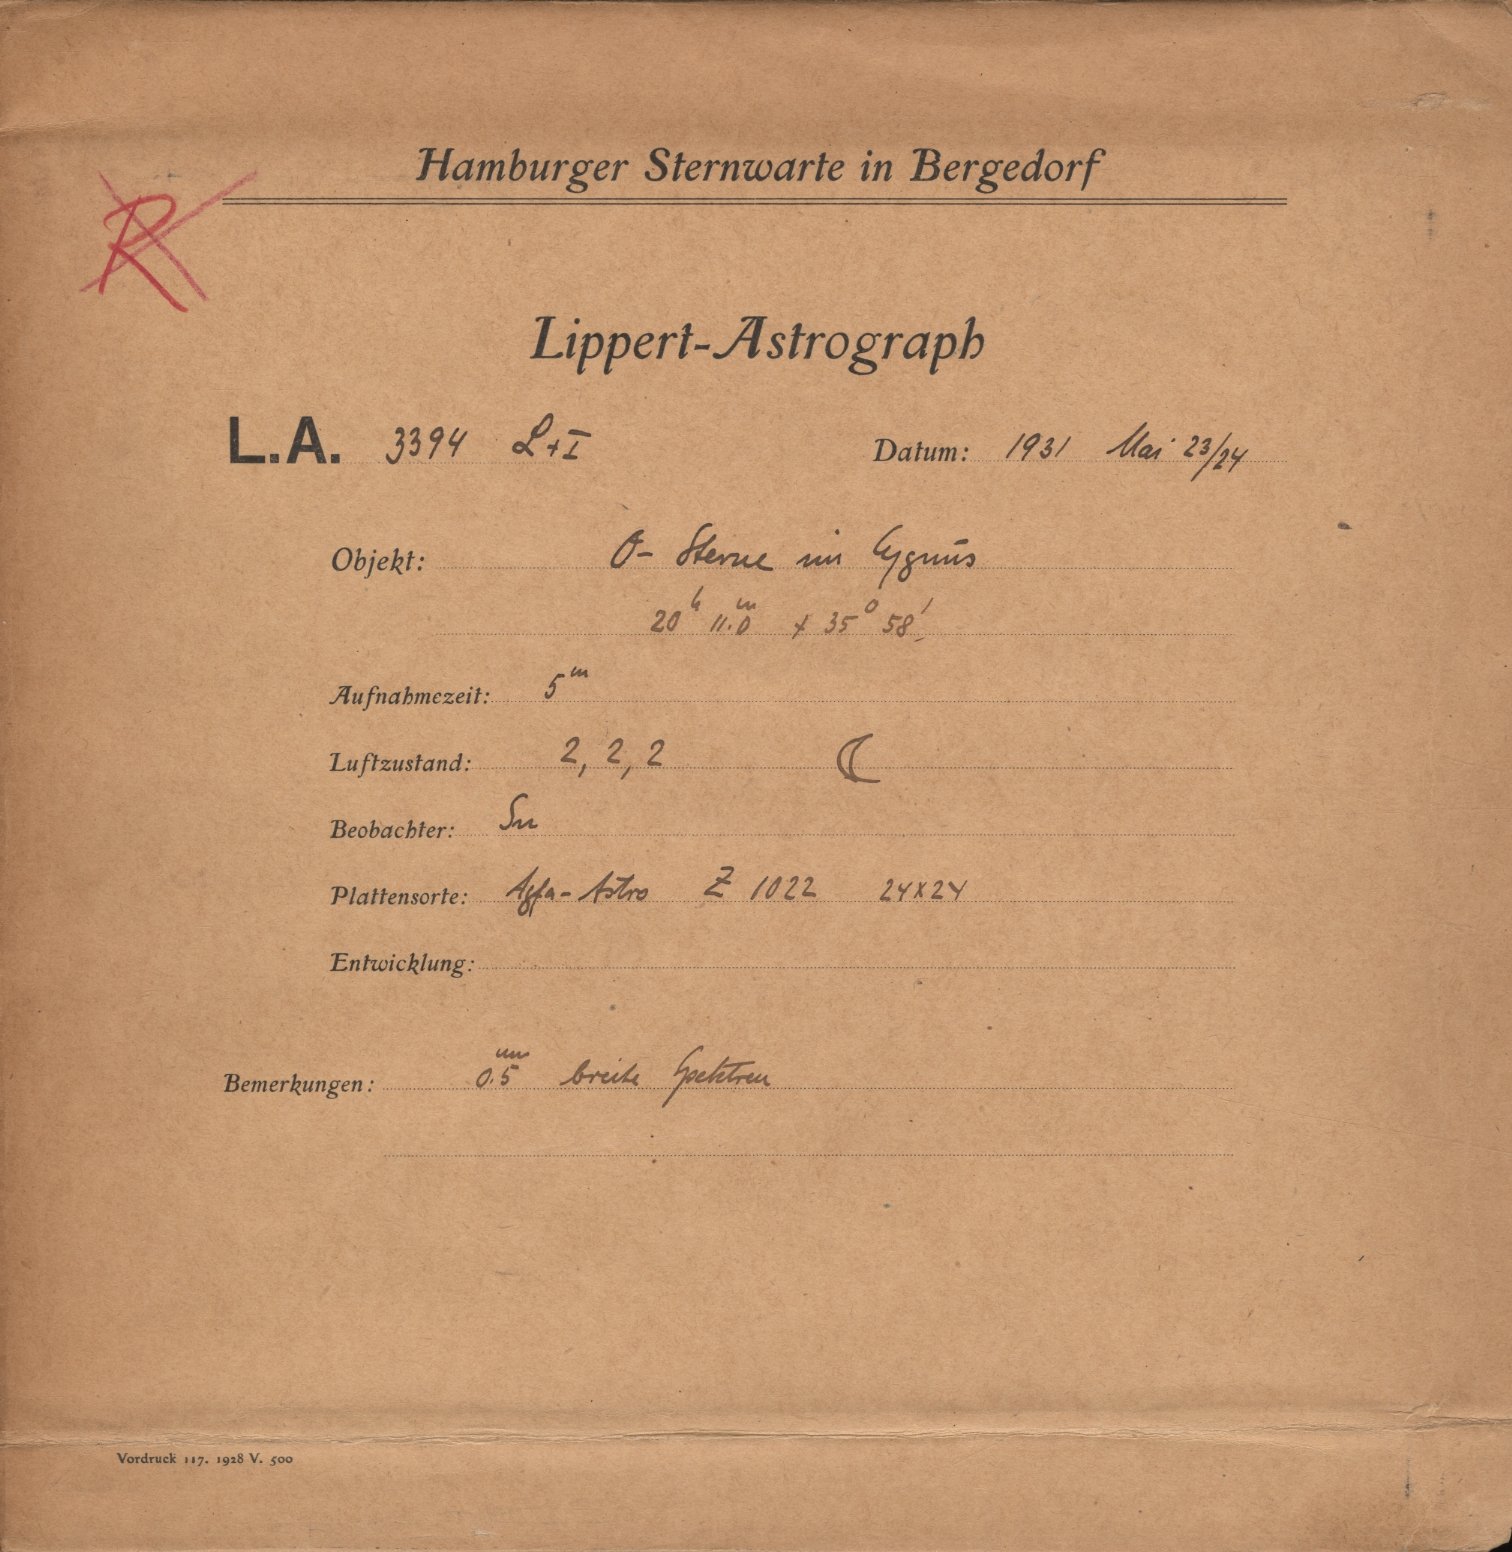 Hamburger Sternwarte in Bergedorf
R
Lippert-Astrograph
L.A. 3394 L+I Datum: 1931 Mai 23/24
Objekt: O-Sterne im Cygnus
20h 11.0m + 35° 58'
Aufnahmezeit: 5m
Luftzustand: 2, 2, 2 ☾
Beobachter: Sn
Plattensorte: Agfa-Astro Z 1022 24x24
Entwicklung:
Bemerkungen: 0.5mm breite Spektren
Vordruck 117. 1928 V. 500